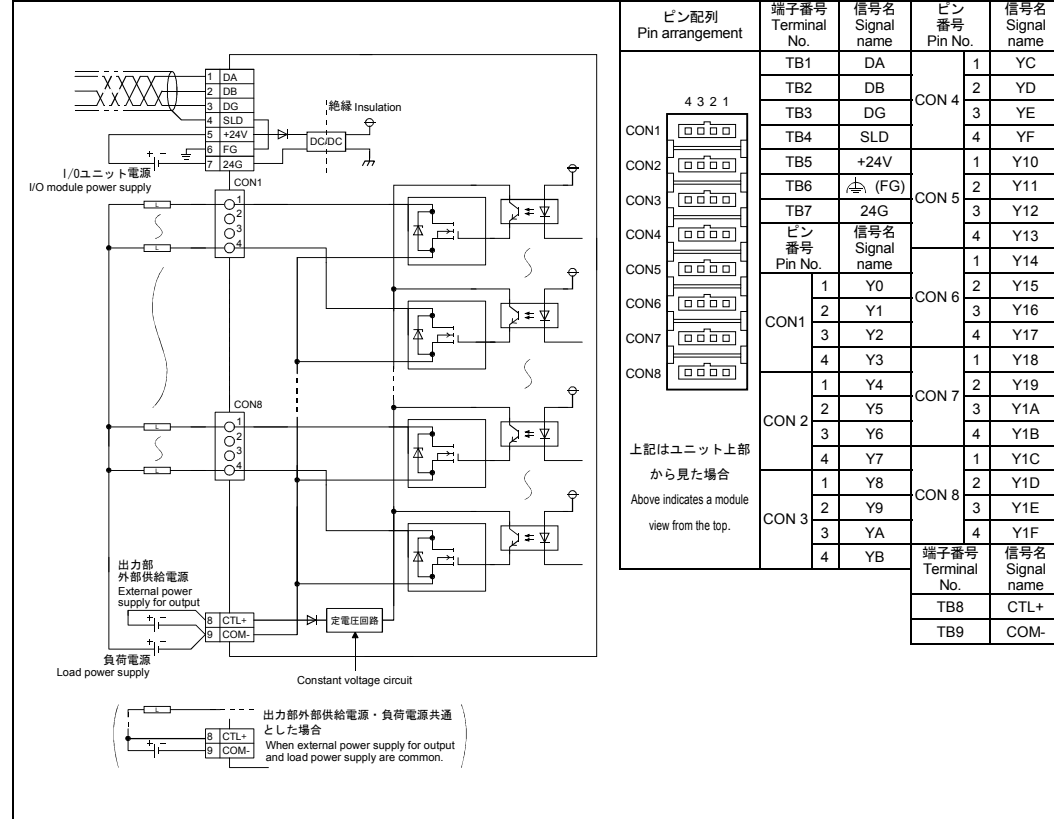 1 DA
2 DB
3 DG
4 SLD
5 +24V
6 FG
7 24G
絶縁 Insulation
DC/DC
+ -
I/0ユニット電源
I/O module power supply
CON1
L
1
2
3
4
L
CON8
L
1
2
3
4
L
出力部
外部供給電源
External power
supply for output
+ -
8 CTL+
9 COM-
定電圧回路
+ -
負荷電源
Load power supply
Constant voltage circuit
L
8 CTL+
9 COM-
+ -
出力部外部供給電源・負荷電源共通
とした場合
When external power supply for output
and load power supply are common.
ピン配列
Pin arrangement
4 3 2 1
CON1
CON2
CON3
CON4
CON5
CON6
CON7
CON8
上記はユニット上部
から見た場合
Above indicates a module
view from the top.
端子番号
Terminal
No.
信号名
Signal
name
TB1 DA
TB2 DB
TB3 DG
TB4 SLD
TB5 +24V
TB6 (FG)
TB7 24G
ピン
番号
Pin No.
信号名
Signal
name
CON1
1 Y0
2 Y1
3 Y2
4 Y3
CON 2
1 Y4
2 Y5
3 Y6
4 Y7
CON 3
1 Y8
2 Y9
3 YA
4 YB
ピン
番号
Pin No.
信号名
Signal
name
CON 4
1 YC
2 YD
3 YE
4 YF
CON 5
1 Y10
2 Y11
3 Y12
4 Y13
CON 6
1 Y14
2 Y15
3 Y16
4 Y17
CON 7
1 Y18
2 Y19
3 Y1A
4 Y1B
CON 8
1 Y1C
2 Y1D
3 Y1E
4 Y1F
端子番号
Terminal
No.
信号名
Signal
name
TB8 CTL+
TB9 COM-